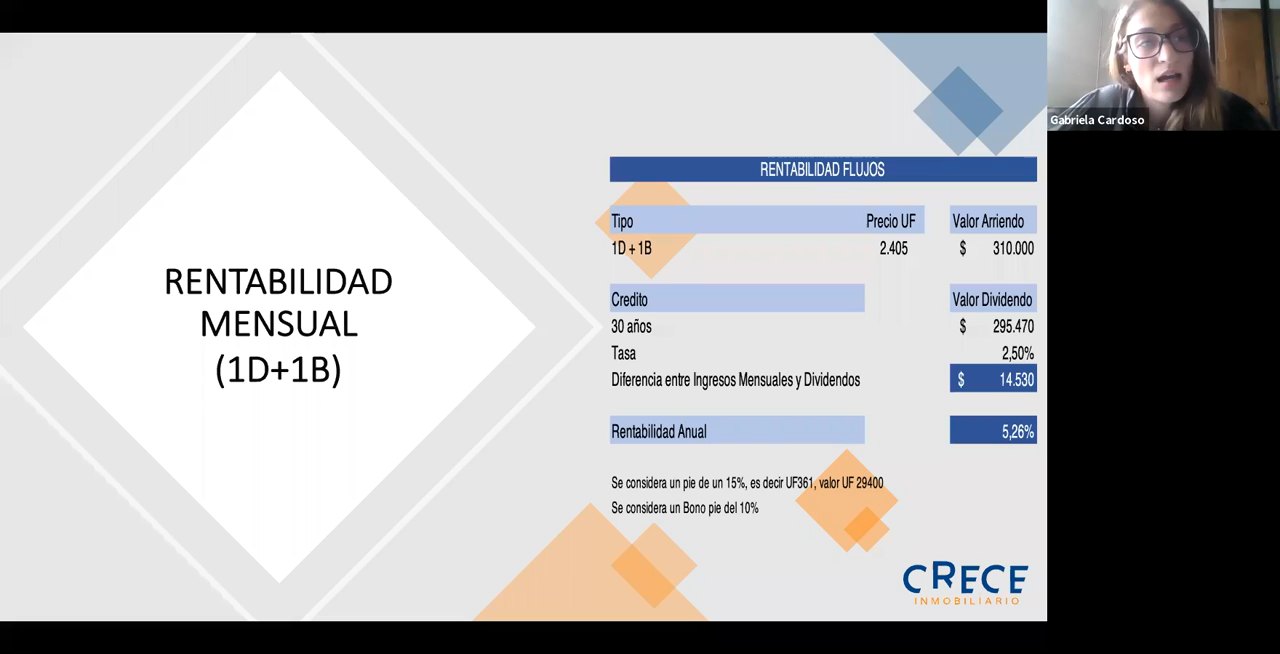 Gabriela Cardoso
RENTABILIDAD
MENSUAL
(1D+1B)
RENTABILIDAD FLUJOS
Tipo Precio UF Valor Arriendo
1D + 1B 2.405 $ 310.000
Credito Valor Dividendo
30 años $ 295.470
Tasa 2,50%
Diferencia entre Ingresos Mensuales y Dividendos $ 14.530
Rentabilidad Anual 5,26%
Se considera un pie de un 15%, es decir UF361, valor UF 29400
Se considera un Bono pie del 10%
CRECE
INMOBILIARIO